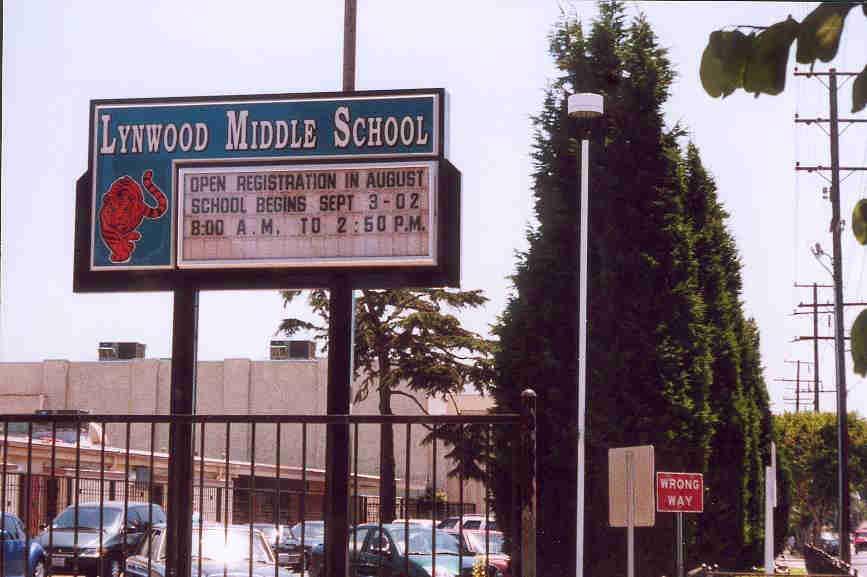 LYNWOOD MIDDLE SCHOOL
OPEN REGISTRATION IN AUGUST
SCHOOL BEGINS SEPT 3-02
8:00 A.M. TO 2:50 P.M.
WRONG
WAY